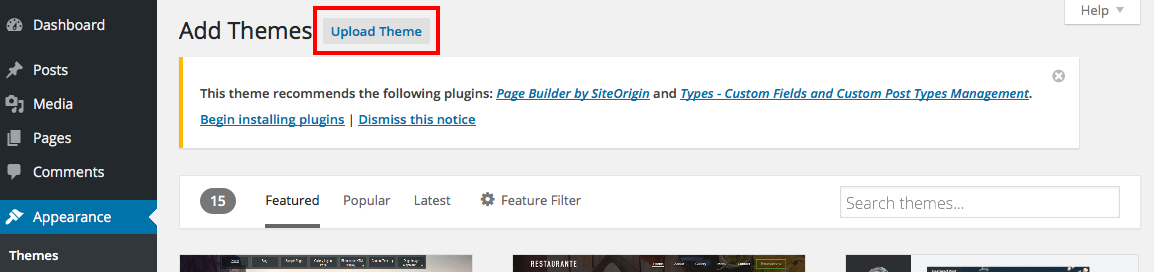 Dashboard
Posts
Media
Pages
Comments
Appearance
Themes
Add Themes Upload Theme
Help
This theme recommends the following plugins: Page Builder by SiteOrigin and Types - Custom Fields and Custom Post Types Management.
Begin installing plugins | Dismiss this notice
15 Featured Popular Latest Feature Filter Search themes...
RESTAURANTE